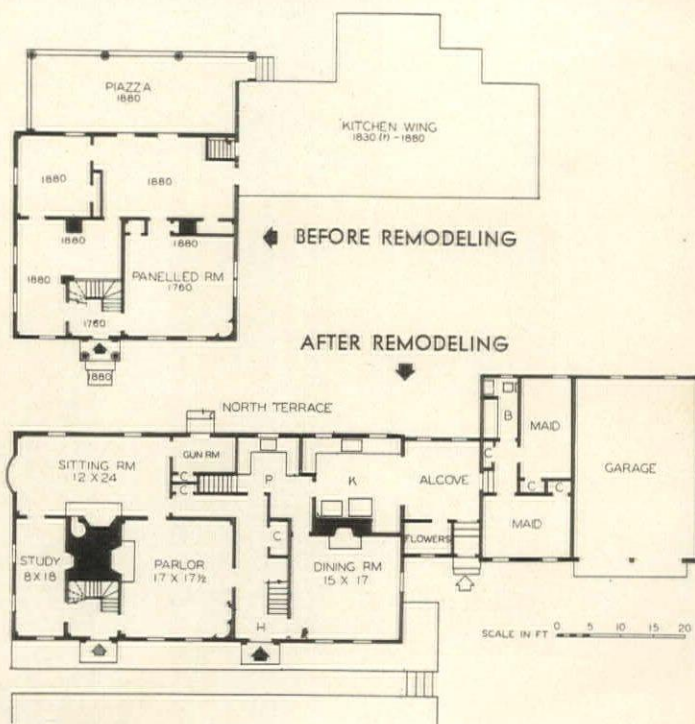 PIAZZA
1880
KITCHEN WING
1830 (?) - 1880
1880
1880
1880
1880
1880
PANELLED RM
1760
1760
1880
BEFORE REMODELING
AFTER REMODELING
NORTH TERRACE
SITTING RM
12 X 24
GUN RM
C
C
P
K
ALCOVE
C
B
MAID
C
C
MAID
GARAGE
STUDY
8 X 18
PARLOR
17 X 17½
C
DINING RM
15 X 17
FLOWERS
H
SCALE IN FT 0 5 10 15 20